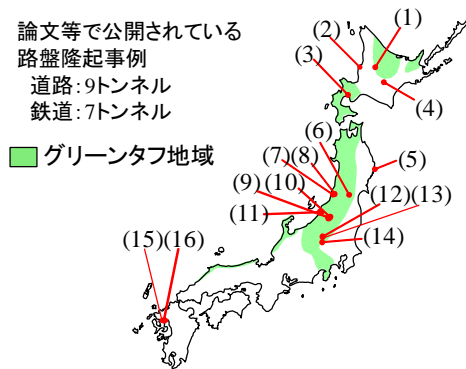 論文等で公開されている
路盤隆起事例
道路:9トンネル
鉄道:7トンネル
グリーンタフ地域
(1)
(2)
(3)
(4)
(5)
(6)
(7)(8)
(9)(10)
(11)
(12)(13)
(14)
(15)(16)